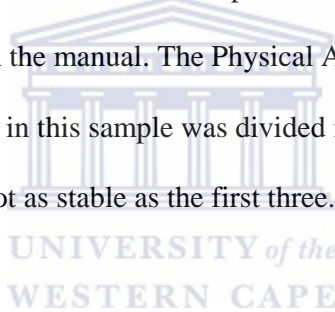 the manual. The Physical A
in this sample was divided
ot as stable as the first three.
UNIVERSITY of the
WESTERN CAPE